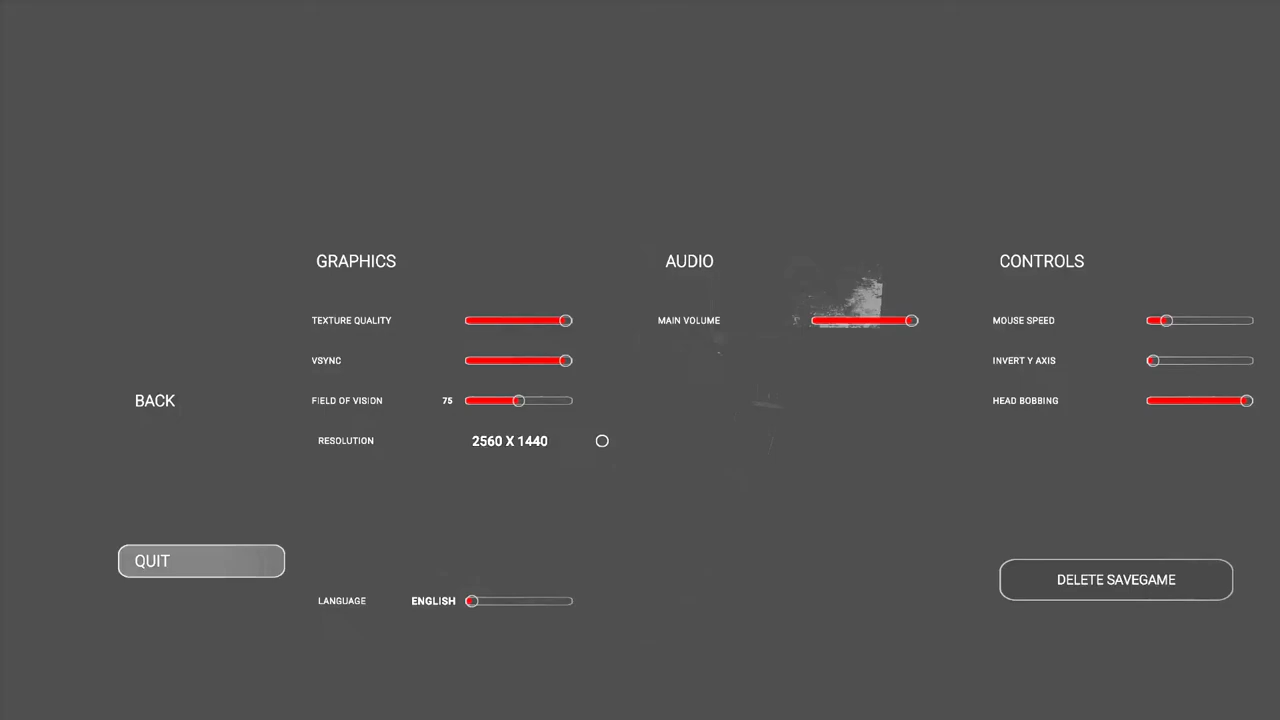 GRAPHICS
AUDIO
CONTROLS
TEXTURE QUALITY
MAIN VOLUME
MOUSE SPEED
VSYNC
INVERT Y AXIS
BACK
FIELD OF VISION 75
HEAD BOBBING
RESOLUTION 2560 X 1440
QUIT
DELETE SAVEGAME
LANGUAGE ENGLISH